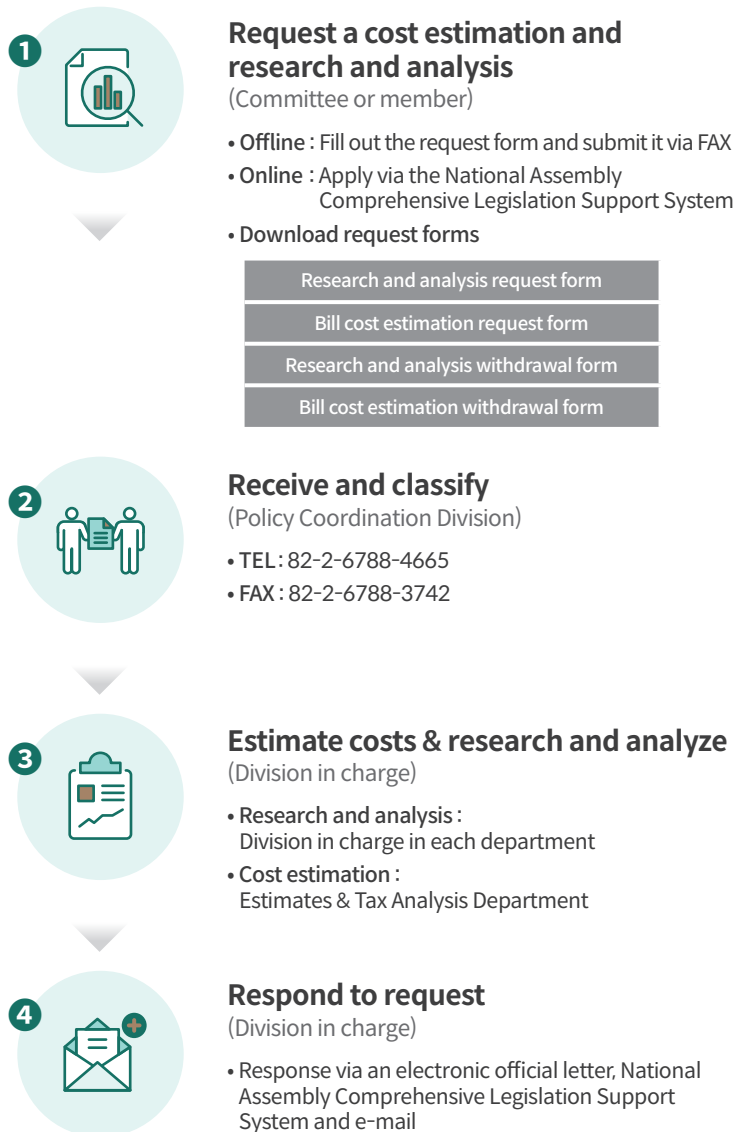 1
Request a cost estimation and
research and analysis
(Committee or member)
• Offline : Fill out the request form and submit it via FAX
• Online : Apply via the National Assembly
Comprehensive Legislation Support System
• Download request forms
Research and analysis request form
Bill cost estimation request form
Research and analysis withdrawal form
Bill cost estimation withdrawal form
2
Receive and classify
(Policy Coordination Division)
• TEL : 82-2-6788-4665
• FAX : 82-2-6788-3742
3
Estimate costs & research and analyze
(Division in charge)
• Research and analysis :
Division in charge in each department
• Cost estimation :
Estimates & Tax Analysis Department
4
Respond to request
(Division in charge)
• Response via an electronic official letter, National
Assembly Comprehensive Legislation Support
System and e-mail